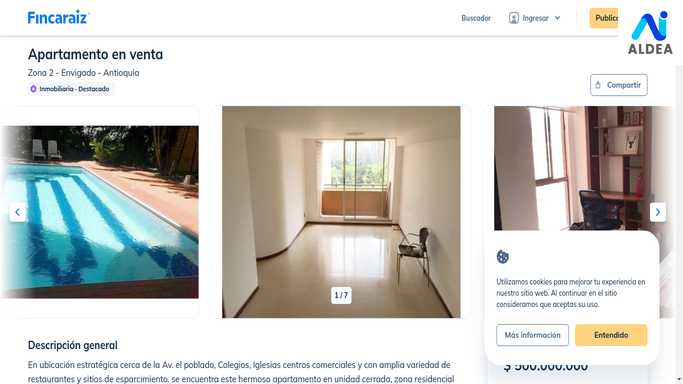 Fincaraiz
Buscador
Ingresar
Public
ALDEA
Apartamento en venta
Zona 2 - Envigado - Antioquia
Inmobiliaria - Destacado
Compartir
1 / 7
Utilizamos cookies para mejorar tu experiencia en
nuestro sitio web. Al continuar en el sitio
consideramos que aceptas su uso.
Más información
Entendido
$ 500.000.000
Descripción general
En ubicación estratégica cerca de la Av. el poblado, Colegios, Iglesias centros comerciales y con amplia variedad de
restaurantes y sitios de esparcimiento, se encuentra este hermoso apartamento en unidad cerrada, zona residencial